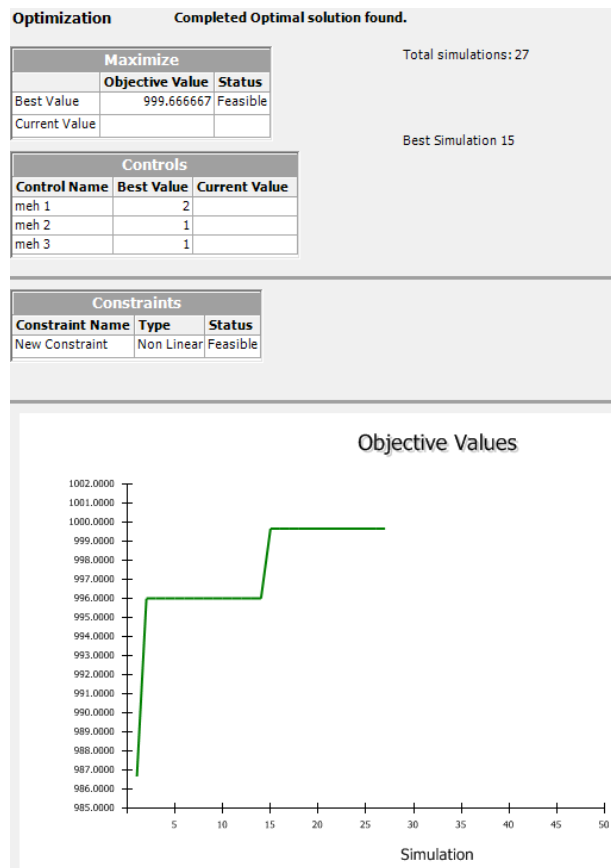 Optimization Completed Optimal solution found.
Maximize
Objective Value Status
Best Value 999.666667 Feasible
Current Value
Total simulations: 27
Best Simulation 15
Controls
Control Name Best Value Current Value
meh 1 2
meh 2 1
meh 3 1
Constraints
Constraint Name Type Status
New Constraint Non Linear Feasible
Objective Values
1002.0000
1001.0000
1000.0000
999.0000
998.0000
997.0000
996.0000
995.0000
994.0000
993.0000
992.0000
991.0000
990.0000
989.0000
988.0000
987.0000
986.0000
985.0000
5 10 15 20 25 30 35 40 45 50
Simulation